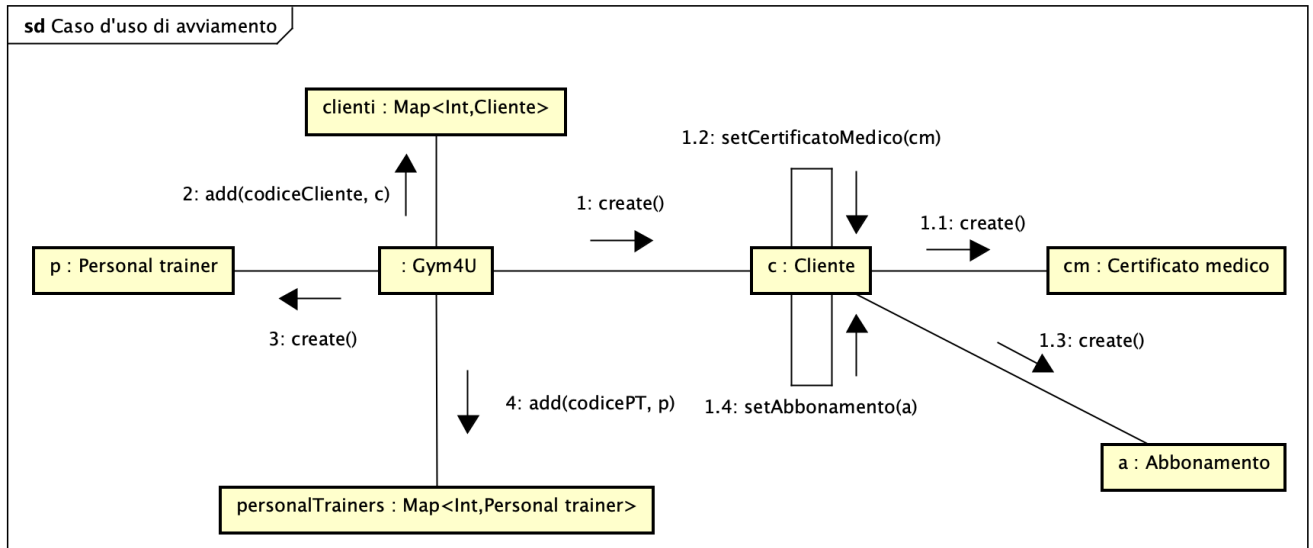 sd Caso d'uso di avviamento
clienti : Map<Int,Cliente>
1.2: setCertificatoMedico(cm)
2: add(codiceCliente, c)
1: create()
1.1: create()
p : Personal trainer
: Gym4U
c : Cliente
cm : Certificato medico
3: create()
1.3: create()
4: add(codicePT, p)
1.4: setAbbonamento(a)
a : Abbonamento
personalTrainers : Map<Int,Personal trainer>